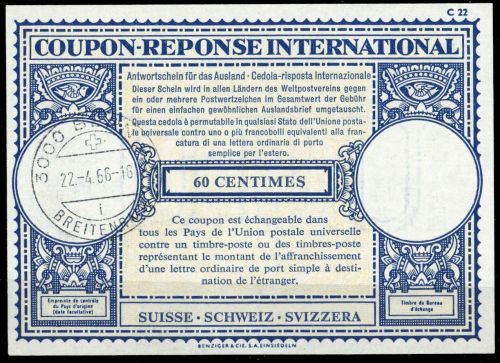 C 22
COUPON-REPONSE INTERNATIONAL
Antwortschein für das Ausland · Cedola-risposta internazionale
Dieser Schein wird in allen Ländern des Weltpostvereins gegen
ein oder mehrere Postwertzeichen im Gesamtwert der Gebühr
für einen einfachen gewöhnlichen Auslandsbrief umgetauscht.
Questa cedola è permutabile in qualsiasi Stato dell'Unione posta-
le universale contro uno o più francobolli equivalenti alla fran-
catura di una lettera ordinaria di porto
semplice per l'estero.
3000
22.-4.66-18
i
60 CENTIMES
Ce coupon est échangeable dans
tous les Pays de l'Union postale universelle
contre un timbre-poste ou des timbres-poste
représentant le montant de l'affranchissement
d'une lettre ordinaire de port simple à desti-
nation de l'étranger.
Empreinte de contrôle
du Pays d'origine
(date facultative)
Timbre du Bureau
d'échange
SUISSE · SCHWEIZ · SVIZZERA
BENZIGER & CIE. S.A. EINSIEDELN